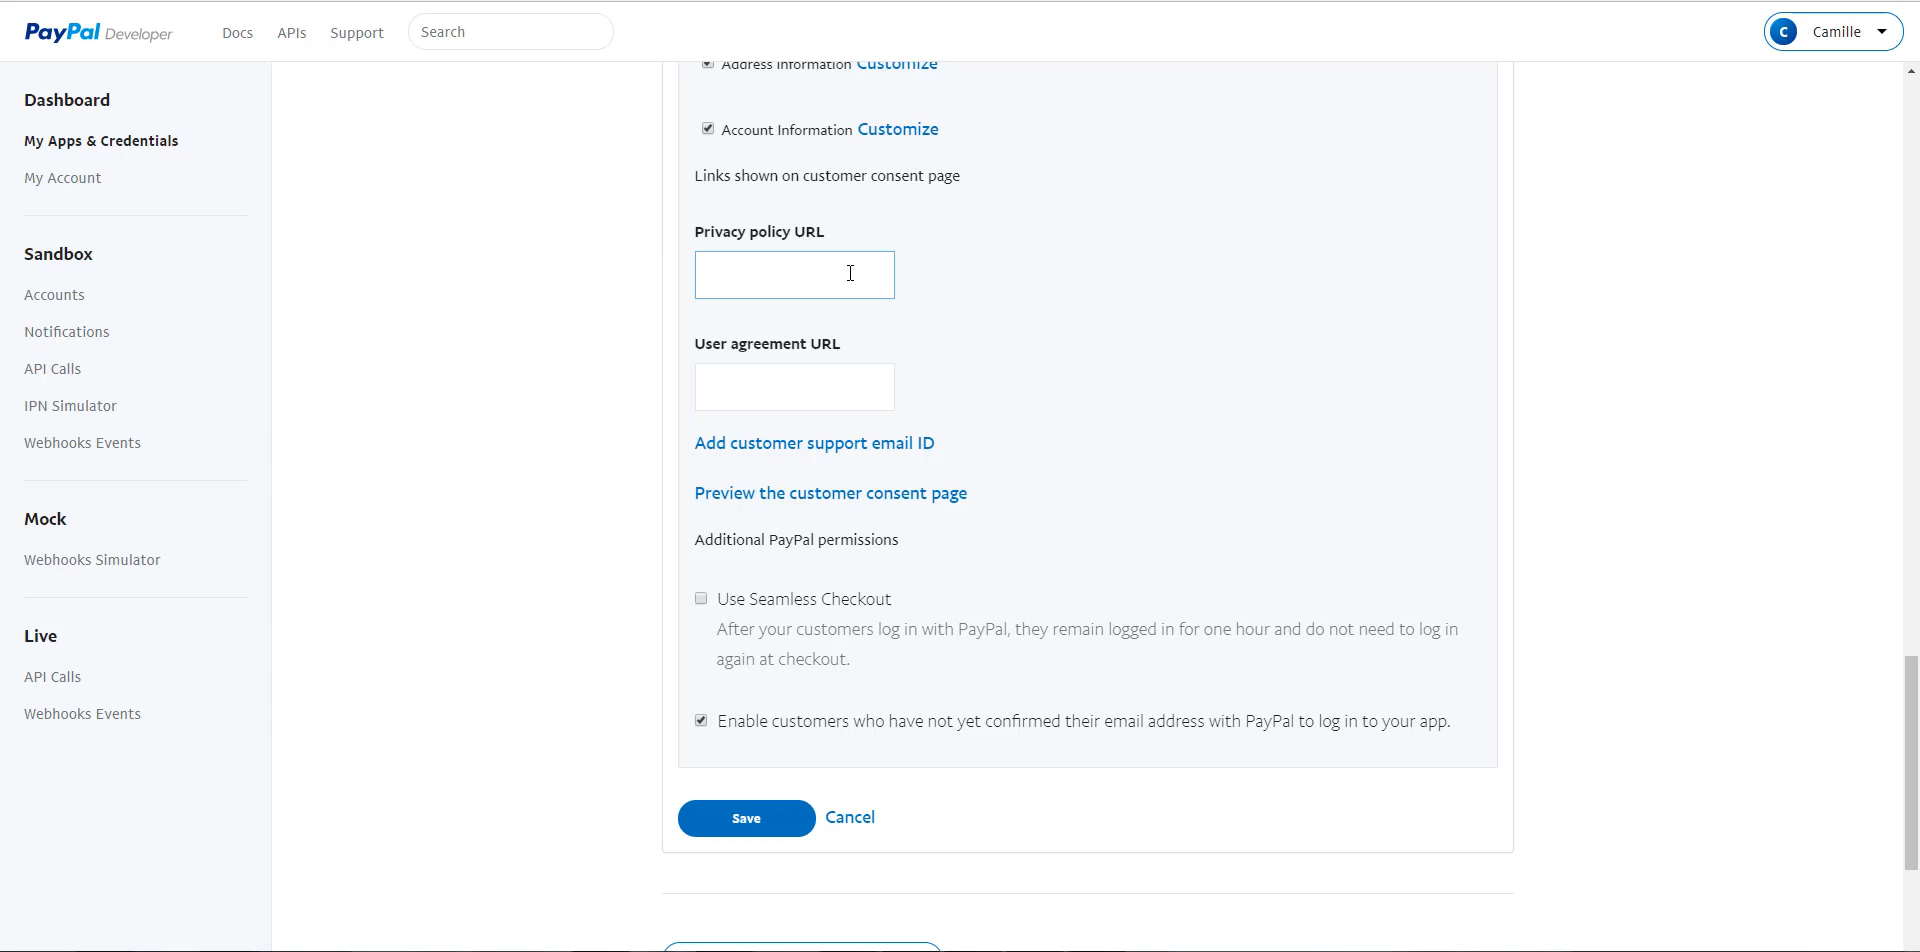 PayPal Developer
Docs
APIs
Support
Search
C
Camille
Dashboard
My Apps & Credentials
My Account
Sandbox
Accounts
Notifications
API Calls
IPN Simulator
Webhooks Events
Mock
Webhooks Simulator
Live
API Calls
Webhooks Events
Address Information Customize
Account Information Customize
Links shown on customer consent page
Privacy policy URL
User agreement URL
Add customer support email ID
Preview the customer consent page
Additional PayPal permissions
Use Seamless Checkout
After your customers log in with PayPal, they remain logged in for one hour and do not need to log in
again at checkout.
Enable customers who have not yet confirmed their email address with PayPal to log in to your app.
Save
Cancel